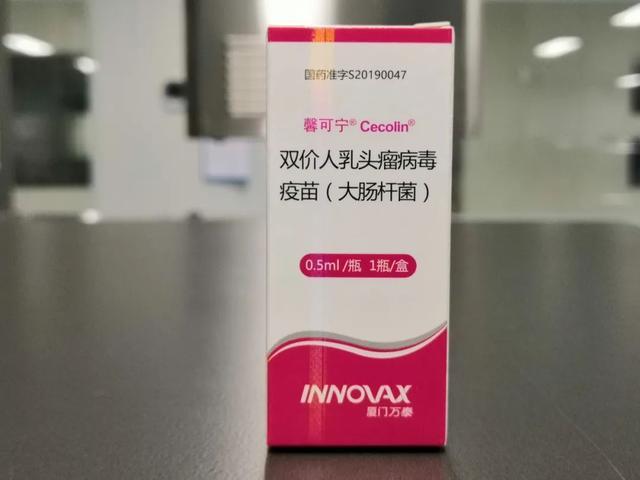 国药准字S20190047
馨可宁® Cecolin®
双价人乳头瘤病毒
疫苗（大肠杆菌）
0.5ml/瓶 1瓶/盒
INNOVAX
厦门万泰